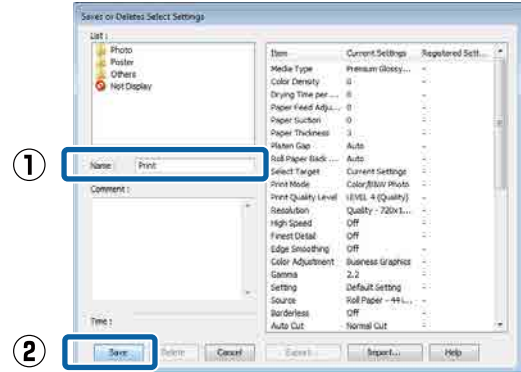 Saves or Deletes Select Settings
List :
Photo
Poster
Others
Not Display
①
Name : Print
Comment :
Time :
②
Save Delete Cancel Export... Import... Help
Item Current Settings Registered Sett...
Media Type Premium Glossy... -
Color Density 0 -
Drying Time per ... 0 -
Paper Feed Adju... 0 -
Paper Suction 0 -
Paper Thickness 3 -
Platen Gap Auto -
Roll Paper Back ... Auto -
Select Target Current Settings -
Print Mode Color/B&W Photo -
Print Quality Level LEVEL 4 (Quality) -
Resolution Quality - 720x1... -
High Speed Off -
Finest Detail Off -
Edge Smoothing Off -
Color Adjustment Business Graphics -
Gamma 2.2 -
Setting Default Setting -
Source Roll Paper - 44 i... -
Borderless Off -
Auto Cut Normal Cut -